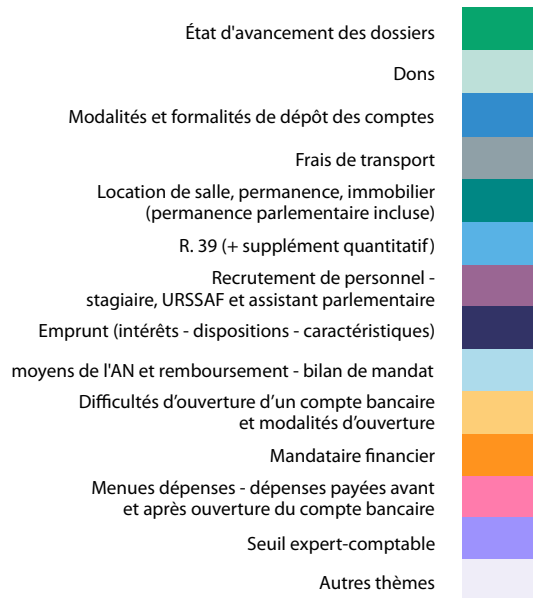 État d'avancement des dossiers
Dons
Modalités et formalités de dépôt des comptes
Frais de transport
Location de salle, permanence, immobilier
(permanence parlementaire incluse)
R. 39 (+ supplément quantitatif)
Recrutement de personnel -
stagiaire, URSSAF et assistant parlementaire
Emprunt (intérêts - dispositions - caractéristiques)
moyens de l'AN et remboursement - bilan de mandat
Difficultés d’ouverture d’un compte bancaire
et modalités d’ouverture
Mandataire financier
Menues dépenses - dépenses payées avant
et après ouverture du compte bancaire
Seuil expert-comptable
Autres thèmes